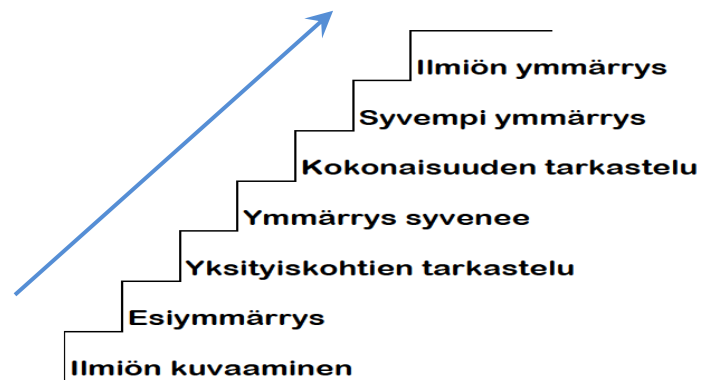 Ilmiön ymmärrys
Syvempi ymmärrys
Kokonaisuuden tarkastelu
Ymmärrys syvenee
Yksityiskohtien tarkastelu
Esiymmärrys
Ilmiön kuvaaminen